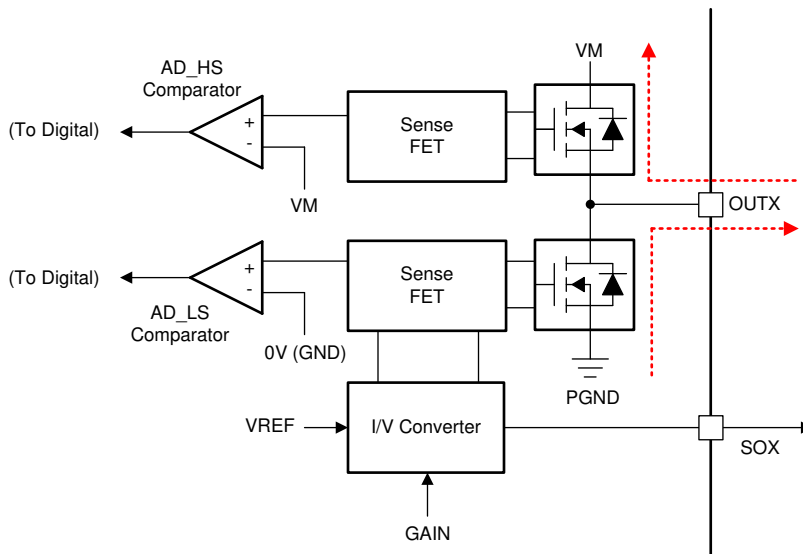 VM
AD_HS
Comparator
(To Digital)
+
-
Sense
FET
VM
OUTX
(To Digital)
+
-
Sense
FET
AD_LS
Comparator
0V (GND)
PGND
VREF
I/V Converter
SOX
GAIN